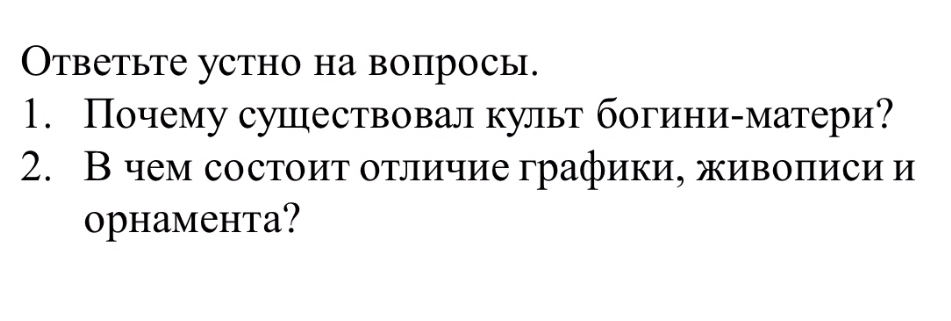 Ответьте устно на вопросы.
1. Почему существовал культ богини-матери?
2. В чем состоит отличие графики, живописи и
орнамента?